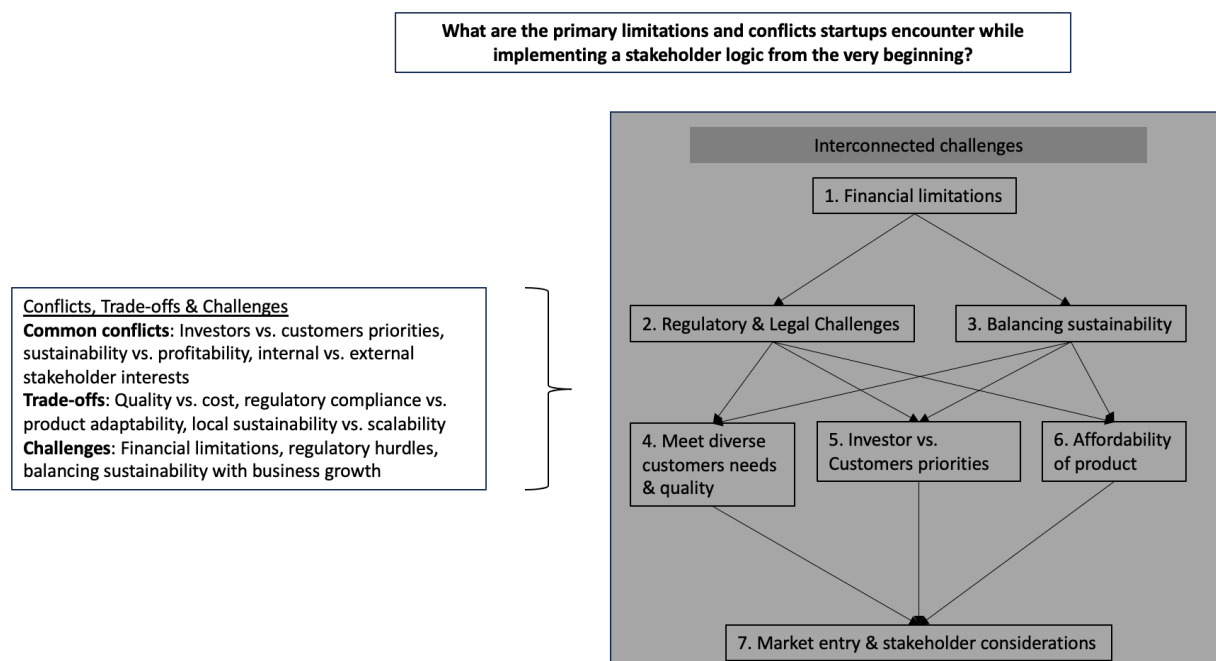 What are the primary limitations and conflicts startups encounter while
implementing a stakeholder logic from the very beginning?
Conflicts, Trade-offs & Challenges
Common conflicts: Investors vs. customers priorities,
sustainability vs. profitability, internal vs. external
stakeholder interests
Trade-offs: Quality vs. cost, regulatory compliance vs.
product adaptability, local sustainability vs. scalability
Challenges: Financial limitations, regulatory hurdles,
balancing sustainability with business growth
Interconnected challenges
1. Financial limitations
2. Regulatory & Legal Challenges
3. Balancing sustainability
4. Meet diverse
customers needs
& quality
5. Investor vs.
Customers priorities
6. Affordability
of product
7. Market entry & stakeholder considerations